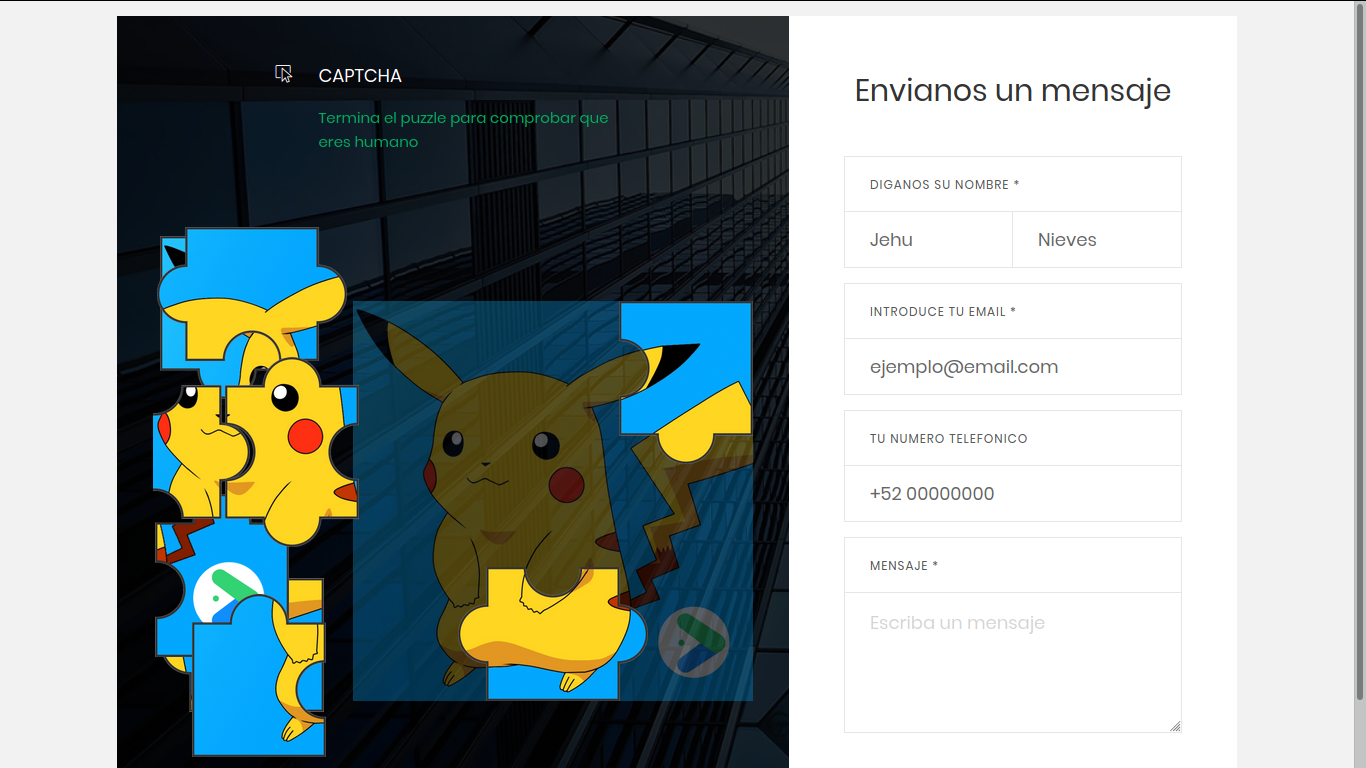 CAPTCHA
Termina el puzzle para comprobar que
eres humano
Envianos un mensaje
DIGANOS SU NOMBRE *
Jehu
Nieves
INTRODUCE TU EMAIL *
ejemplo@email.com
TU NUMERO TELEFONICO
+52 00000000
MENSAJE *
Escriba un mensaje